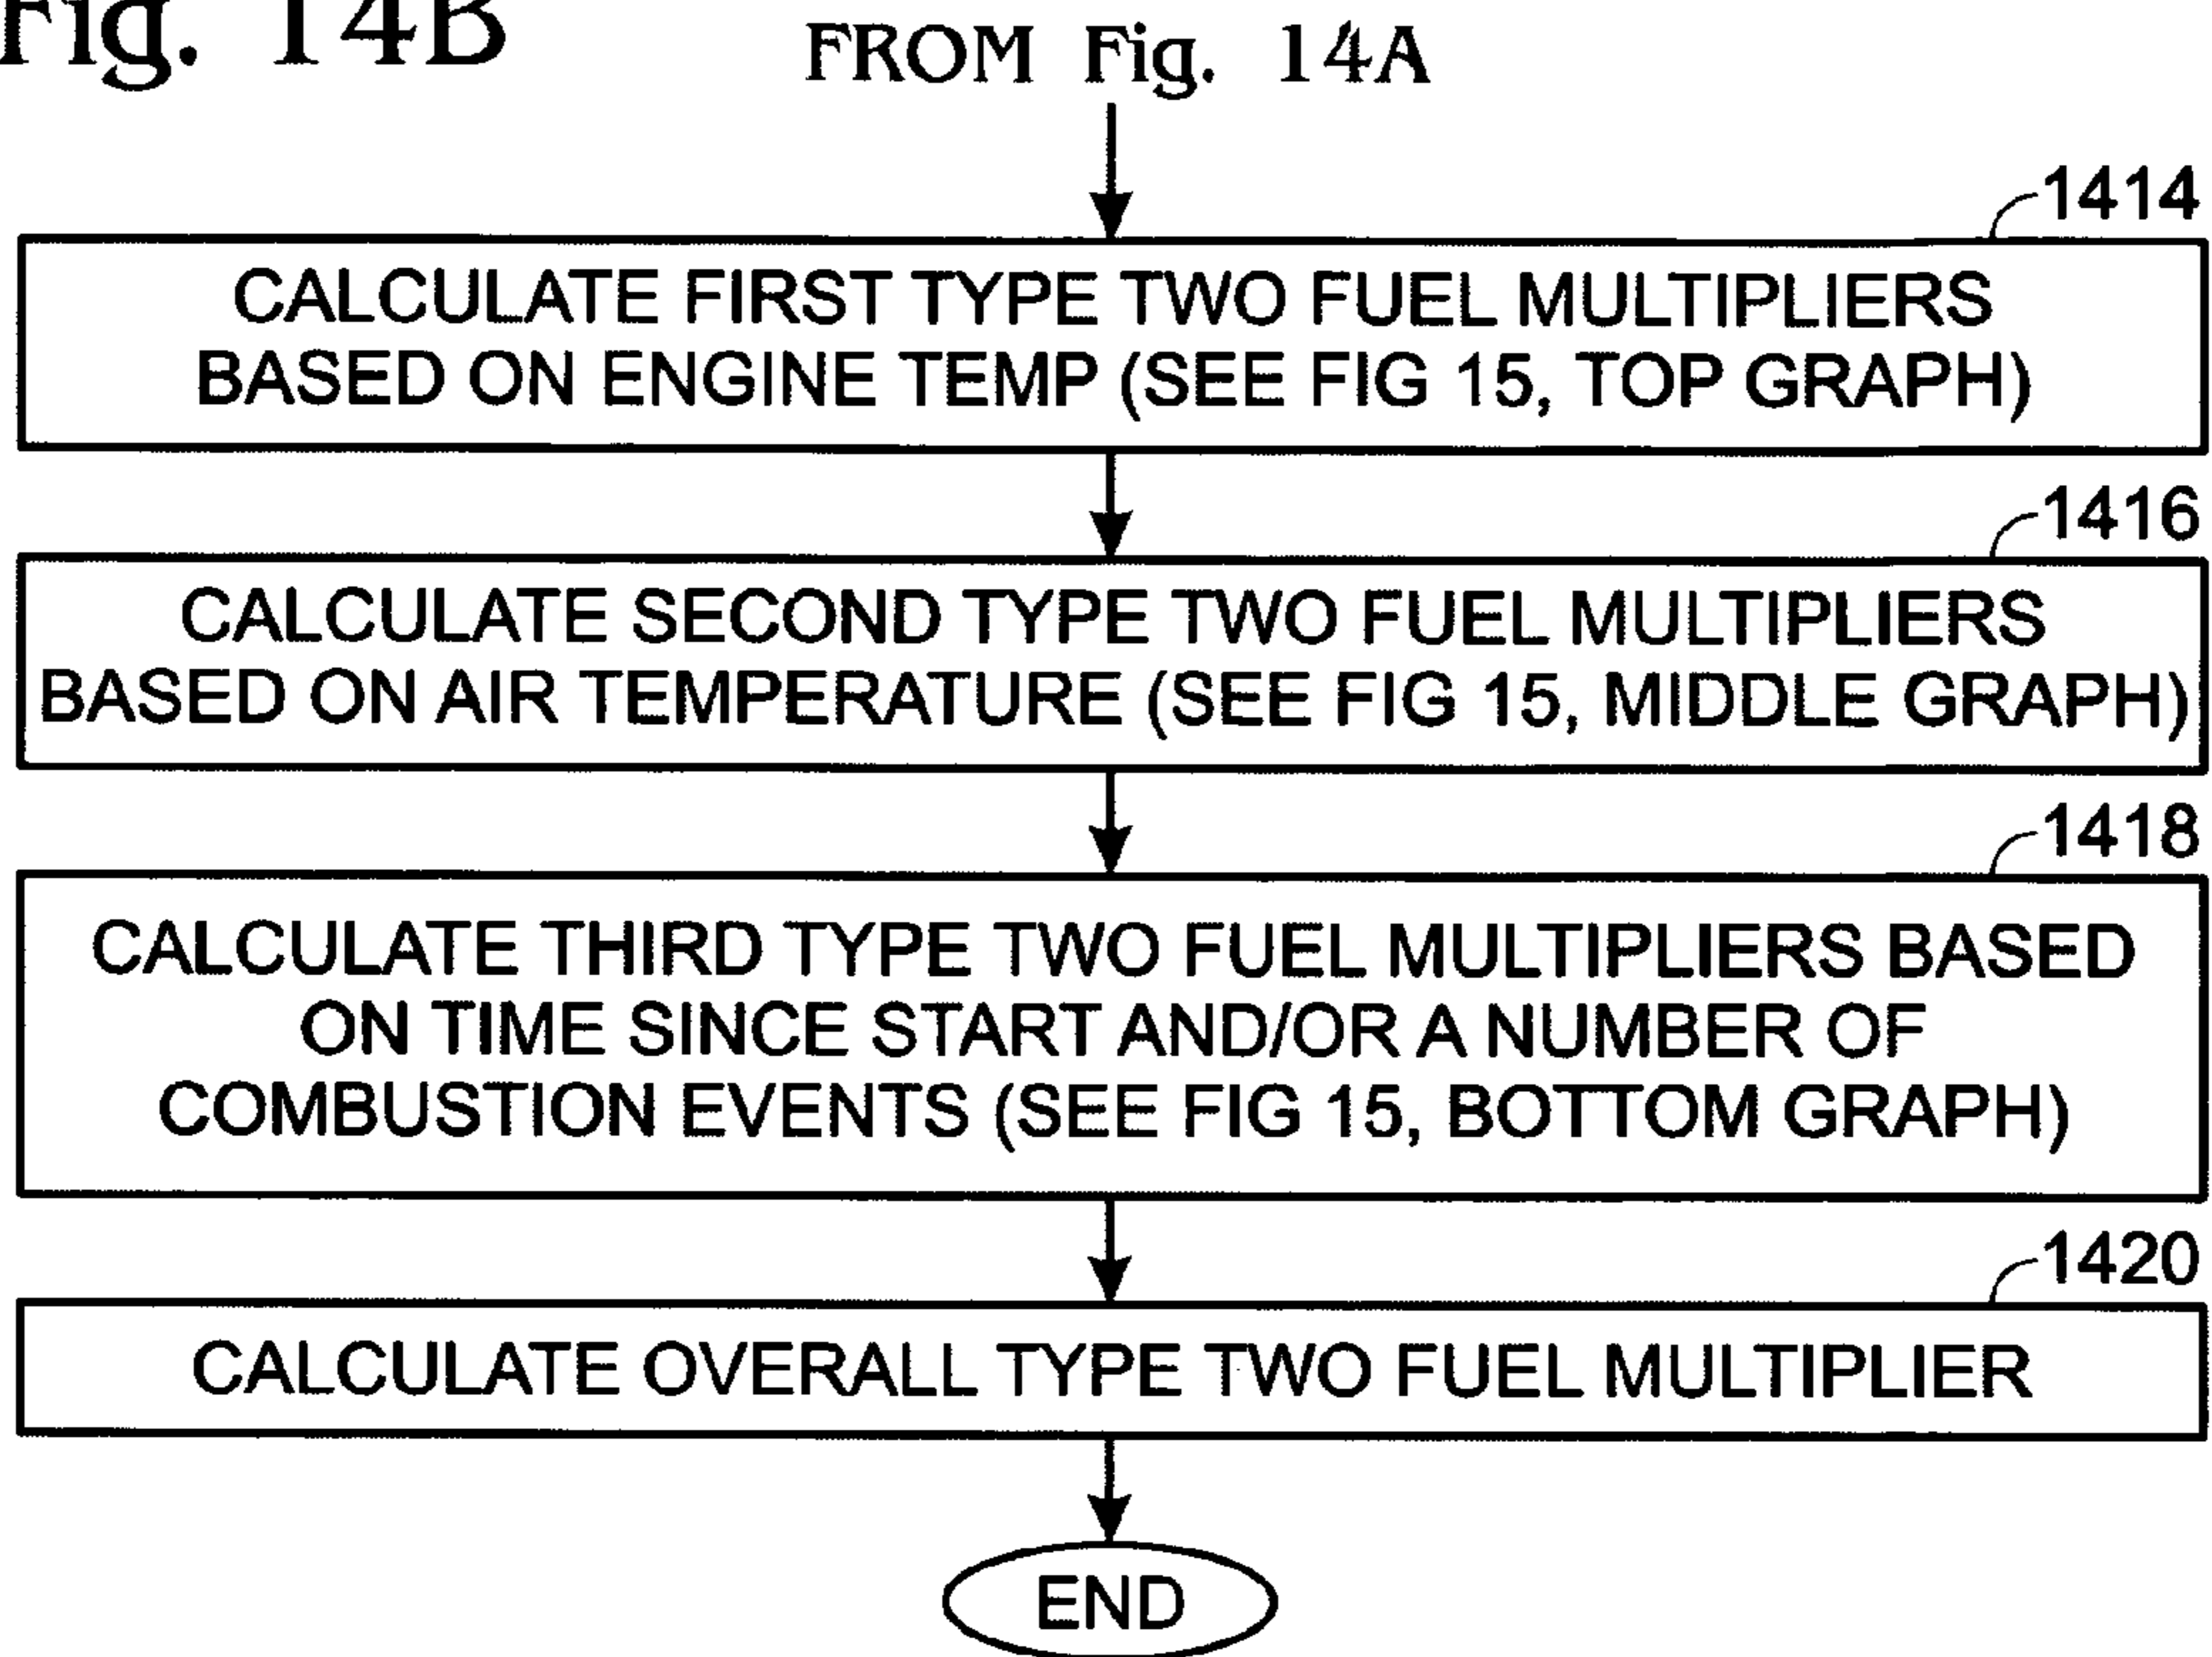 Fig. 14B
FROM Fig. 14A
1414
CALCULATE FIRST TYPE TWO FUEL MULTIPLIERS
BASED ON ENGINE TEMP (SEE FIG 15, TOP GRAPH)
1416
CALCULATE SECOND TYPE TWO FUEL MULTIPLIERS
BASED ON AIR TEMPERATURE (SEE FIG 15, MIDDLE GRAPH)
1418
CALCULATE THIRD TYPE TWO FUEL MULTIPLIERS BASED
ON TIME SINCE START AND/OR A NUMBER OF
COMBUSTION EVENTS (SEE FIG 15, BOTTOM GRAPH)
1420
CALCULATE OVERALL TYPE TWO FUEL MULTIPLIER
END